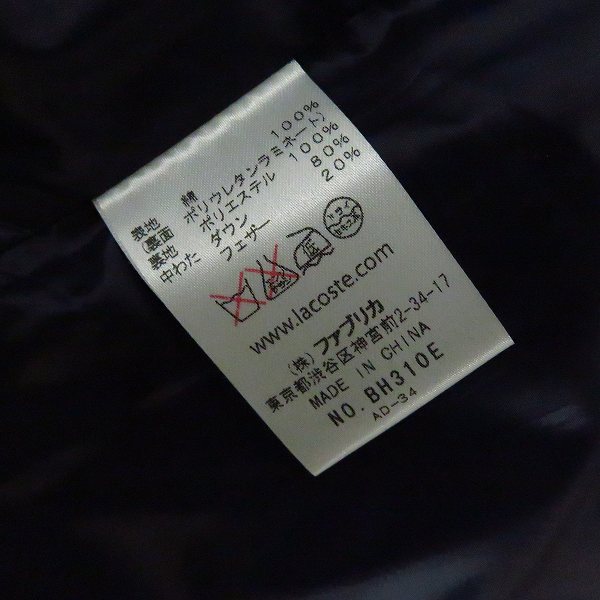 表地 綿 100%
(裏面 ポリウレタンラミネート)
裏地 ポリエステル 100%
中わた ダウン 80%
フェザー 20%
www.lacoste.com
(株) ファブリカ
東京都渋谷区神宮前2-34-17
MADE IN CHINA
NO. BH310E
AD-34